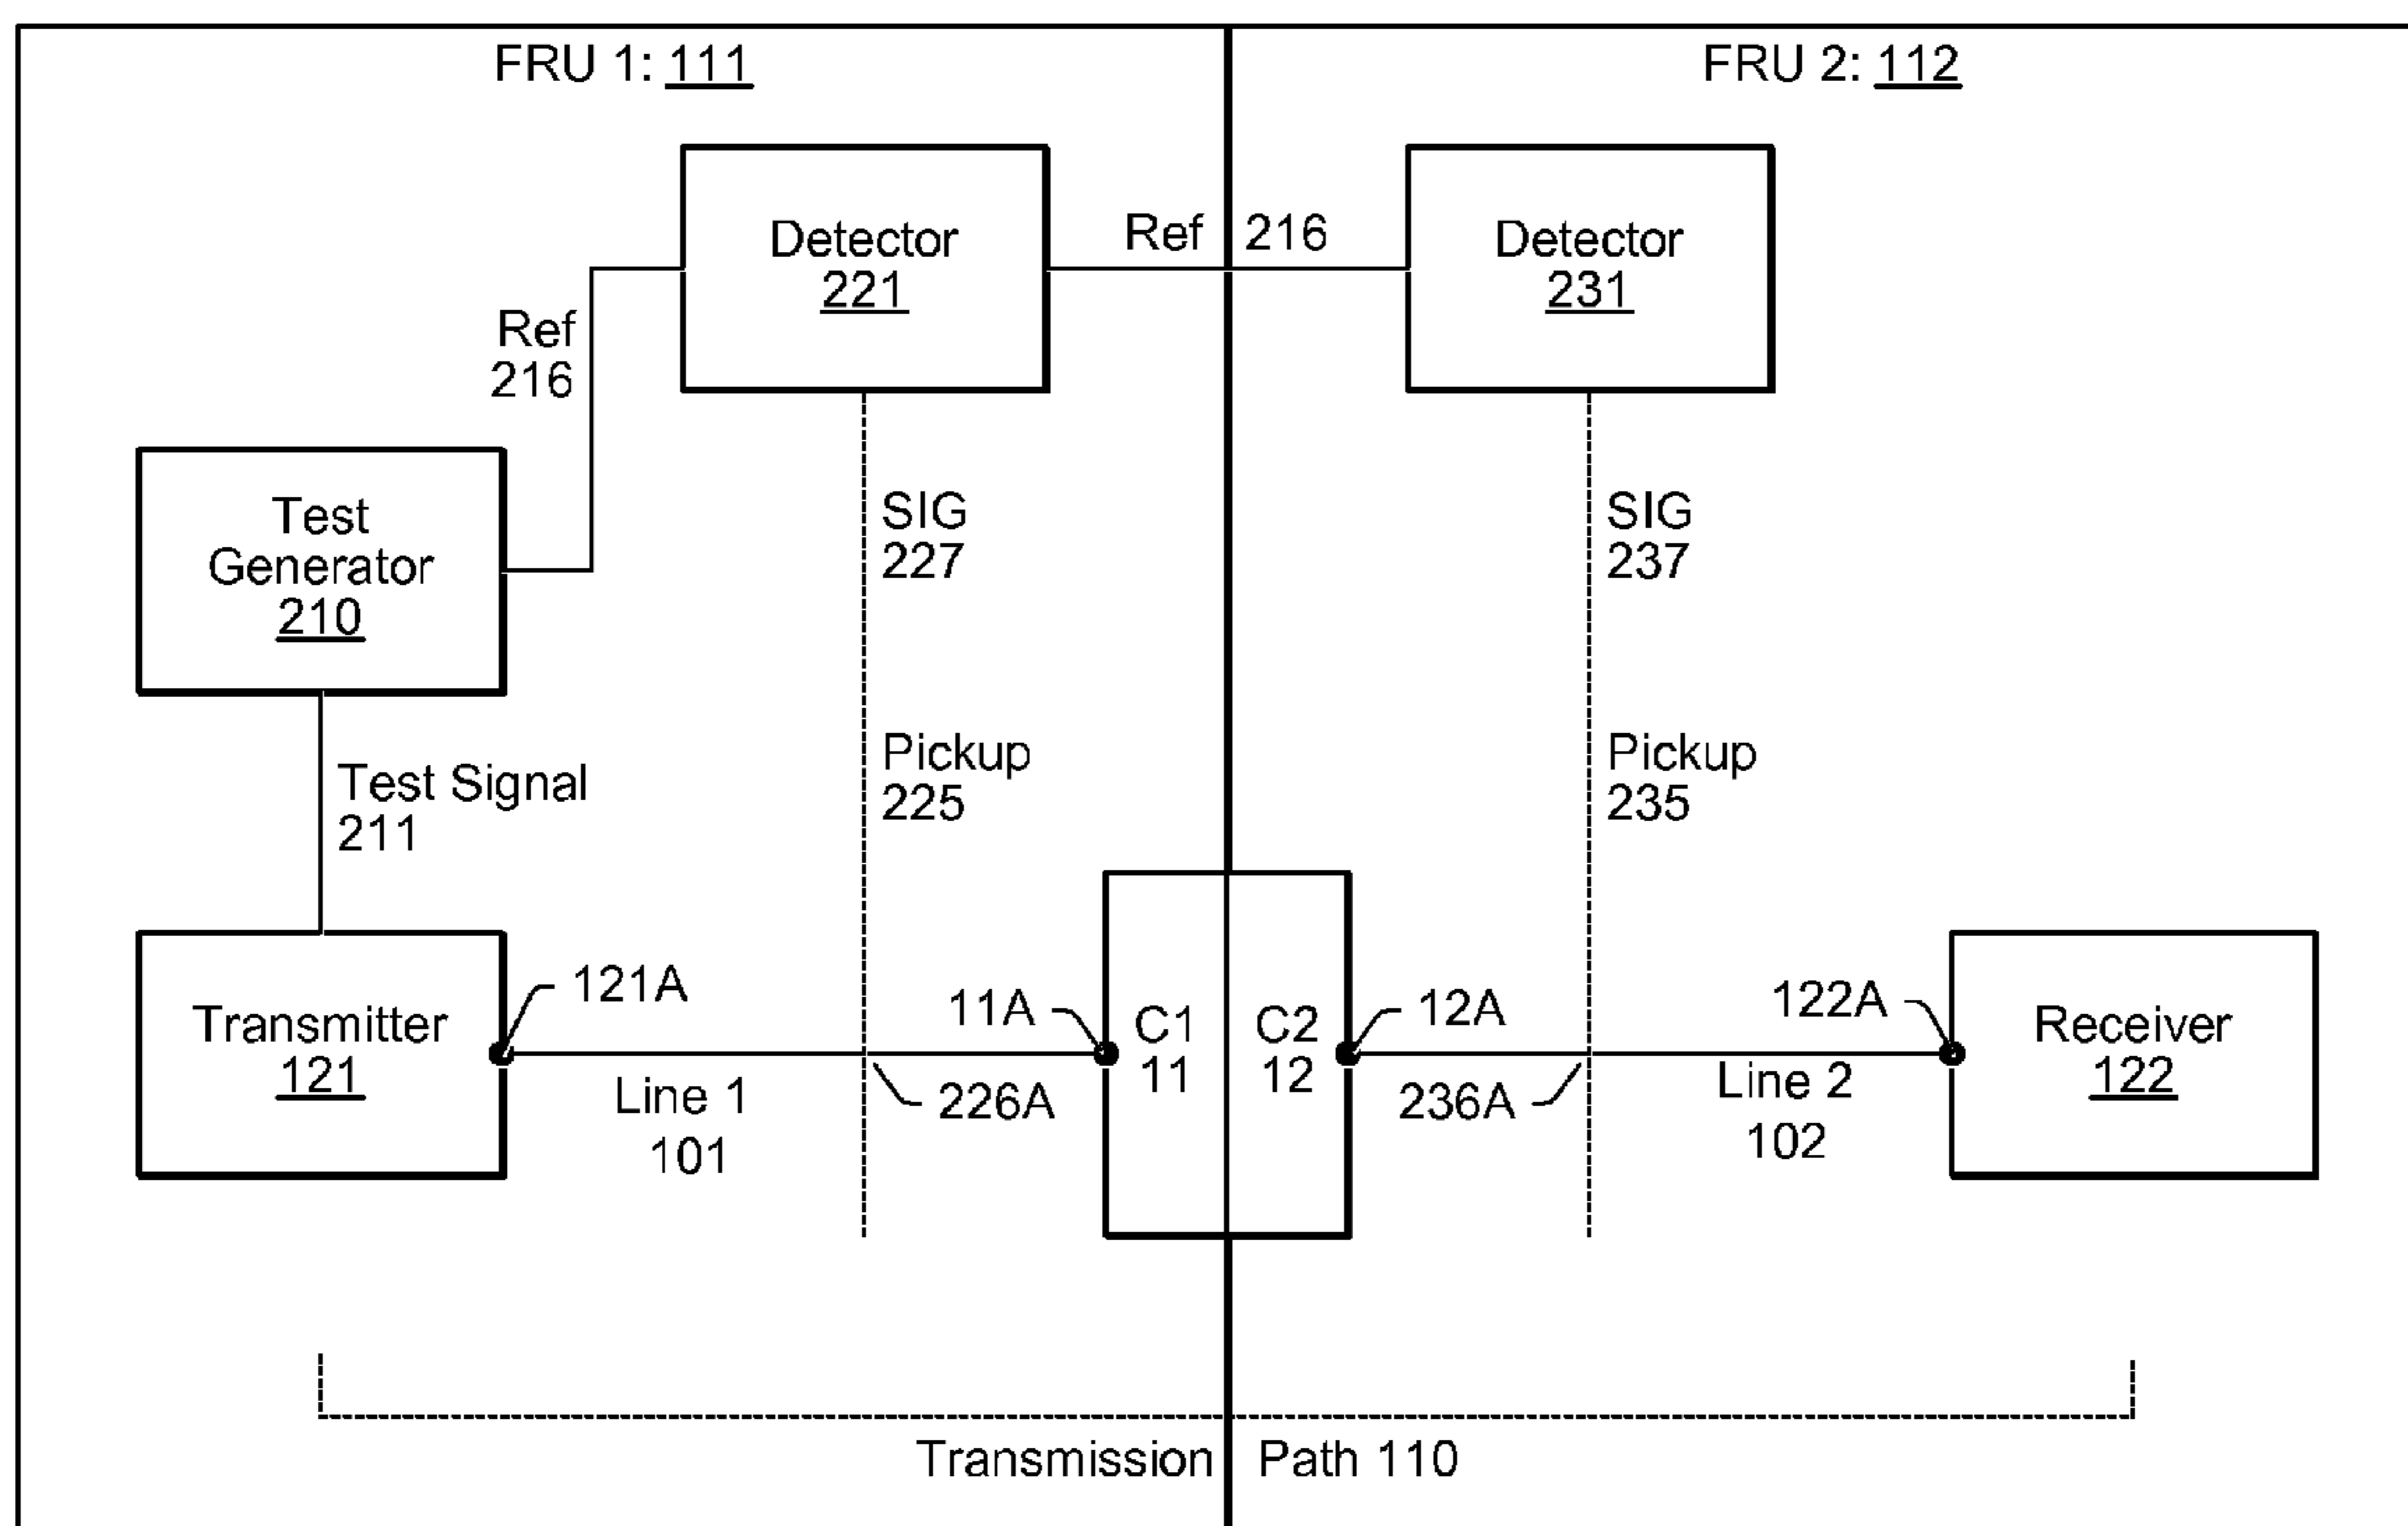 FRU 1: 111
FRU 2: 112
Detector
221
Ref 216
Detector
231
Ref
216
Test
Generator
210
SIG
227
SIG
237
Pickup
225
Pickup
235
Test Signal
211
Transmitter
121
121A
Line 1
101
226A
11A
C1
11
C2
12
12A
236A
Line 2
102
122A
Receiver
122
Transmission Path 110